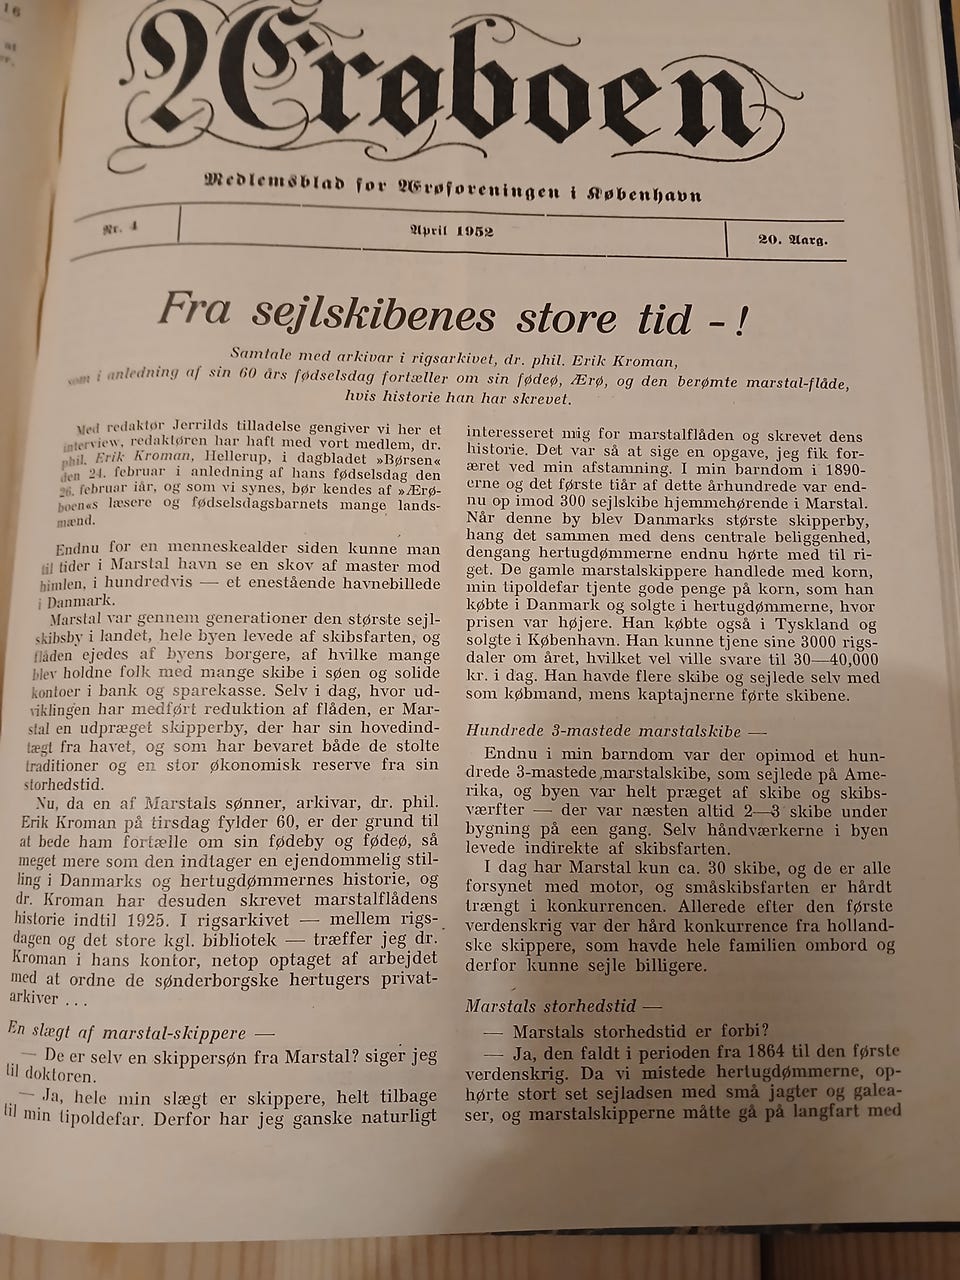 16
Ærøboen
Medlemsblad for Ærøforeningen i København
Nr. 4
April 1952
20. Aarg.
Fra sejlskibenes store tid - !
Samtale med arkivar i rigsarkivet, dr. phil. Erik Kroman,
som i anledning af sin 60 års fødselsdag fortæller om sin fødeø, Ærø, og den berømte marstal-flåde,
hvis historie han har skrevet.
Med redaktør Jerrilds tilladelse gengiver vi her et
interview, redaktøren har haft med vort medlem, dr.
phil. Erik Kroman, Hellerup, i dagbladet »Børsen«
den 24. februar i anledning af hans fødselsdag den
26. februar iår, og som vi synes, bør kendes af »Ærø-
boen«s læsere og fødselsdagsbarnets mange lands-
mænd.
Endnu for en menneskealder siden kunne man
til tider i Marstal havn se en skov af master mod
himlen, i hundredvis — et enestående havnebillede
i Danmark.
Marstal var gennem generationer den største sejl-
skibsby i landet, hele byen levede af skibsfarten, og
flåden ejedes af byens borgere, af hvilke mange
blev holdne folk med mange skibe i søen og solide
kontoer i bank og sparekasse. Selv i dag, hvor ud-
viklingen har medført reduktion af flåden, er Mar-
stal en udpræget skipperby, der har sin hovedind-
tægt fra havet, og som har bevaret både de stolte
traditioner og en stor økonomisk reserve fra sin
storhedstid.
Nu, da en af Marstals sønner, arkivar, dr. phil.
Erik Kroman på tirsdag fylder 60, er der grund til
at bede ham fortælle om sin fødeby og fødeø, så
meget mere som den indtager en ejendommelig stil-
ling i Danmarks og hertugdømmernes historie, og
dr. Kroman har desuden skrevet marstalflådens
historie indtil 1925. I rigsarkivet — mellem rigs-
dagen og det store kgl. bibliotek — træffer jeg dr.
Kroman i hans kontor, netop optaget af arbejdet
med at ordne de sønderborgske hertugers privat-
arkiver ...
En slægt af marstal-skippere —
— De er selv en skippersøn fra Marstal? siger jeg
til doktoren.
— Ja, hele min slægt er skippere, helt tilbage
til min tipoldefar. Derfor har jeg ganske naturligt
interesseret mig for marstalflåden og skrevet dens
historie. Det var så at sige en opgave, jeg fik for-
æret ved min afstamning. I min barndom i 1890-
erne og det første tiår af dette århundrede var end-
nu op imod 300 sejlskibe hjemmehørende i Marstal.
Når denne by blev Danmarks største skipperby,
hang det sammen med dens centrale beliggenhed,
dengang hertugdømmerne endnu hørte med til ri-
get. De gamle marstalskippere handlede med korn,
min tipoldefar tjente gode penge på korn, som han
købte i Danmark og solgte i hertugdømmerne, hvor
prisen var højere. Han købte også i Tyskland og
solgte i København. Han kunne tjene sine 3000 rigs-
daler om året, hvilket vel ville svare til 30—40,000
kr. i dag. Han havde flere skibe og sejlede selv med
som købmand, mens kaptajnerne førte skibene.
Hundrede 3-mastede marstalskibe —
Endnu i min barndom var der opimod et hun-
drede 3-mastede marstalskibe, som sejlede på Ame-
rika, og byen var helt præget af skibe og skibs-
værfter — der var næsten altid 2—3 skibe under
bygning på een gang. Selv håndværkerne i byen
levede indirekte af skibsfarten.
I dag har Marstal kun ca. 30 skibe, og de er alle
forsynet med motor, og småskibsfarten er hårdt
trængt i konkurrencen. Allerede efter den første
verdenskrig var der hård konkurrence fra holland-
ske skippere, som havde hele familien ombord og
derfor kunne sejle billigere.
Marstals storhedstid —
— Marstals storhedstid er forbi?
— Ja, den faldt i perioden fra 1864 til den første
verdenskrig. Da vi mistede hertugdømmerne, op-
hørte stort set sejladsen med små jagter og galea-
ser, og marstalskipperne måtte gå på langfart med